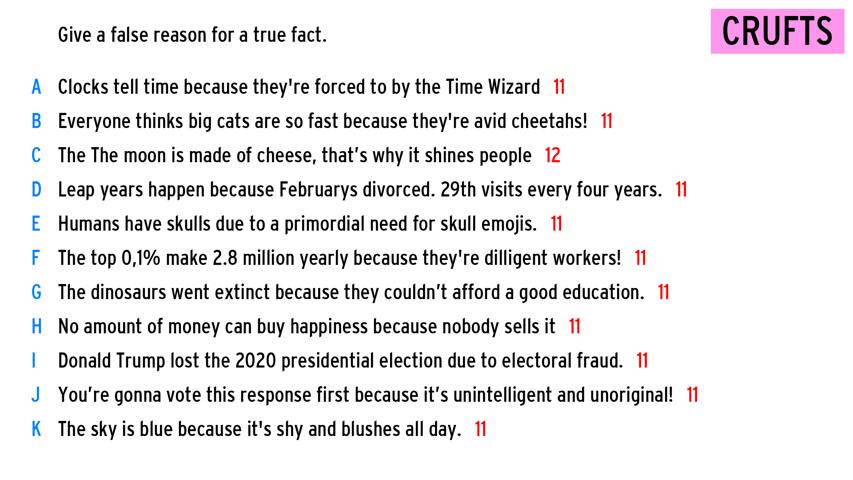 Give a false reason for a true fact.
CRUFTS
A Clocks tell time because they're forced to by the Time Wizard 11
B Everyone thinks big cats are so fast because they're avid cheetahs! 11
C The The moon is made of cheese, that's why it shines people 12
D Leap years happen because Februarys divorced. 29th visits every four years. 11
E Humans have skulls due to a primordial need for skull emojis. 11
F The top 0,1% make 2.8 million yearly because they're dilligent workers! 11
G The dinosaurs went extinct because they couldn't afford a good education. 11
H No amount of money can buy happiness because nobody sells it 11
I Donald Trump lost the 2020 presidential election due to electoral fraud. 11
J You're gonna vote this response first because it's unintelligent and unoriginal! 11
K The sky is blue because it's shy and blushes all day. 11